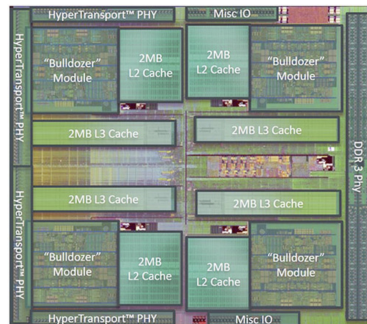 HyperTransport™ PHY
Misc IO
HyperTransport™ PHY
"Bulldozer"
Module
2MB
L2 Cache
2MB
L2 Cache
"Bulldozer"
Module
2MB L3 Cache
2MB L3 Cache
DDR 3 Phy
2MB L3 Cache
2MB L3 Cache
HyperTransport™ PHY
"Bulldozer"
Module
2MB
L2 Cache
2MB
L2 Cache
"Bulldozer"
Module
HyperTransport™ PHY
Misc IO